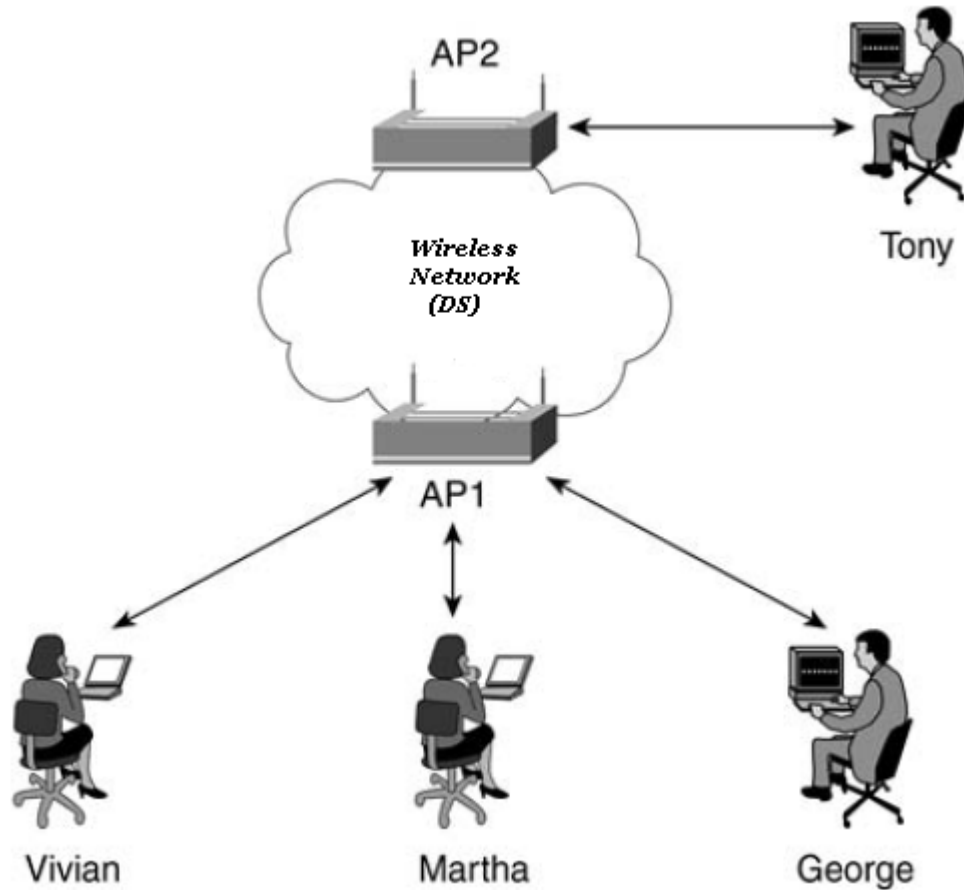 AP2
Tony
Wireless
Network
(DS)
AP1
Vivian
Martha
George